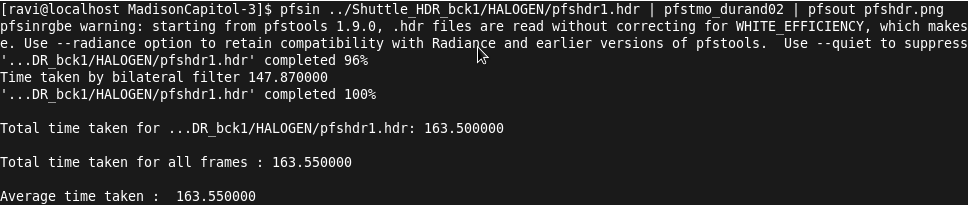 [ravi@localhost MadisonCapitol-3]$ pfsin ../Shuttle_HDR_bck1/HALOGEN/pfshdr1.hdr | pfstmo_durand02 | pfsout pfshdr.png
pfsinrgbe warning: starting from pfstools 1.9.0, .hdr files are read without correcting for WHITE_EFFICIENCY, which makes
e. Use --radiance option to retain compatibility with Radiance and earlier versions of pfstools.  Use --quiet to suppress
'...DR_bck1/HALOGEN/pfshdr1.hdr' completed 96%
Time taken by bilateral filter 147.870000
'...DR_bck1/HALOGEN/pfshdr1.hdr' completed 100%
Total time taken for ...DR_bck1/HALOGEN/pfshdr1.hdr: 163.500000
Total time taken for all frames : 163.550000
Average time taken :  163.550000